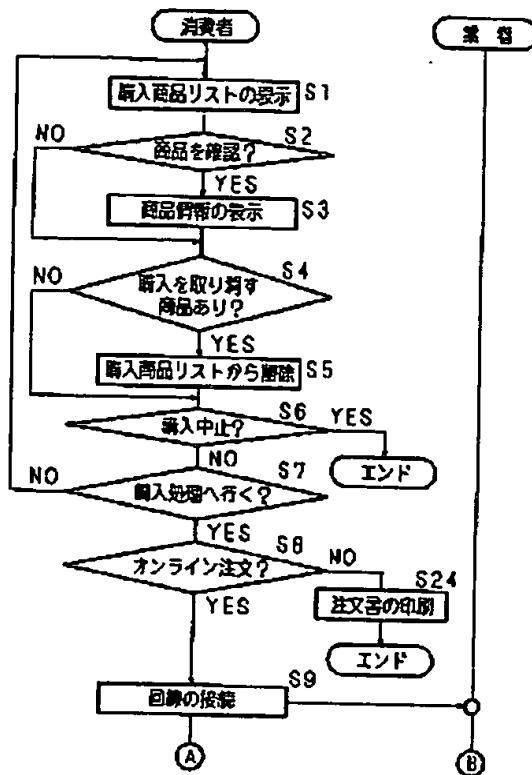 消費者
業者
購入商品リストの表示 S1
NO
S2
商品を確認?
YES
商品情報の表示 S3
NO
S4
購入を取り消す
商品あり?
YES
購入商品リストから削除 S5
S6
購入中止?
YES
NO
エンド
S7
NO
購入処理へ行く?
YES
S8
オンライン注文?
NO
YES
S24
注文書の印刷
エンド
S9
回線の接続
A
B